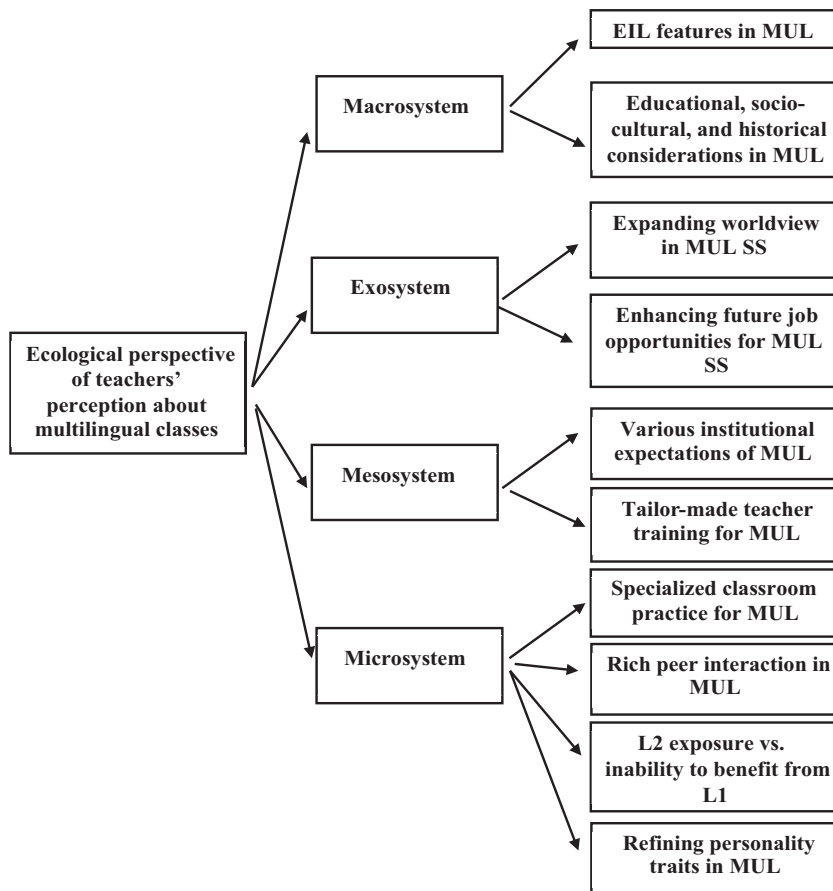 Ecological perspective
of teachers’
perception about
multilingual classes
Macrosystem
EIL features in MUL
Educational, socio-
cultural, and historical
considerations in MUL
Exosystem
Expanding worldview
in MUL SS
Enhancing future job
opportunities for MUL
SS
Mesosystem
Various institutional
expectations of MUL
Tailor-made teacher
training for MUL
Microsystem
Specialized classroom
practice for MUL
Rich peer interaction in
MUL
L2 exposure vs.
inability to benefit from
L1
Refining personality
traits in MUL